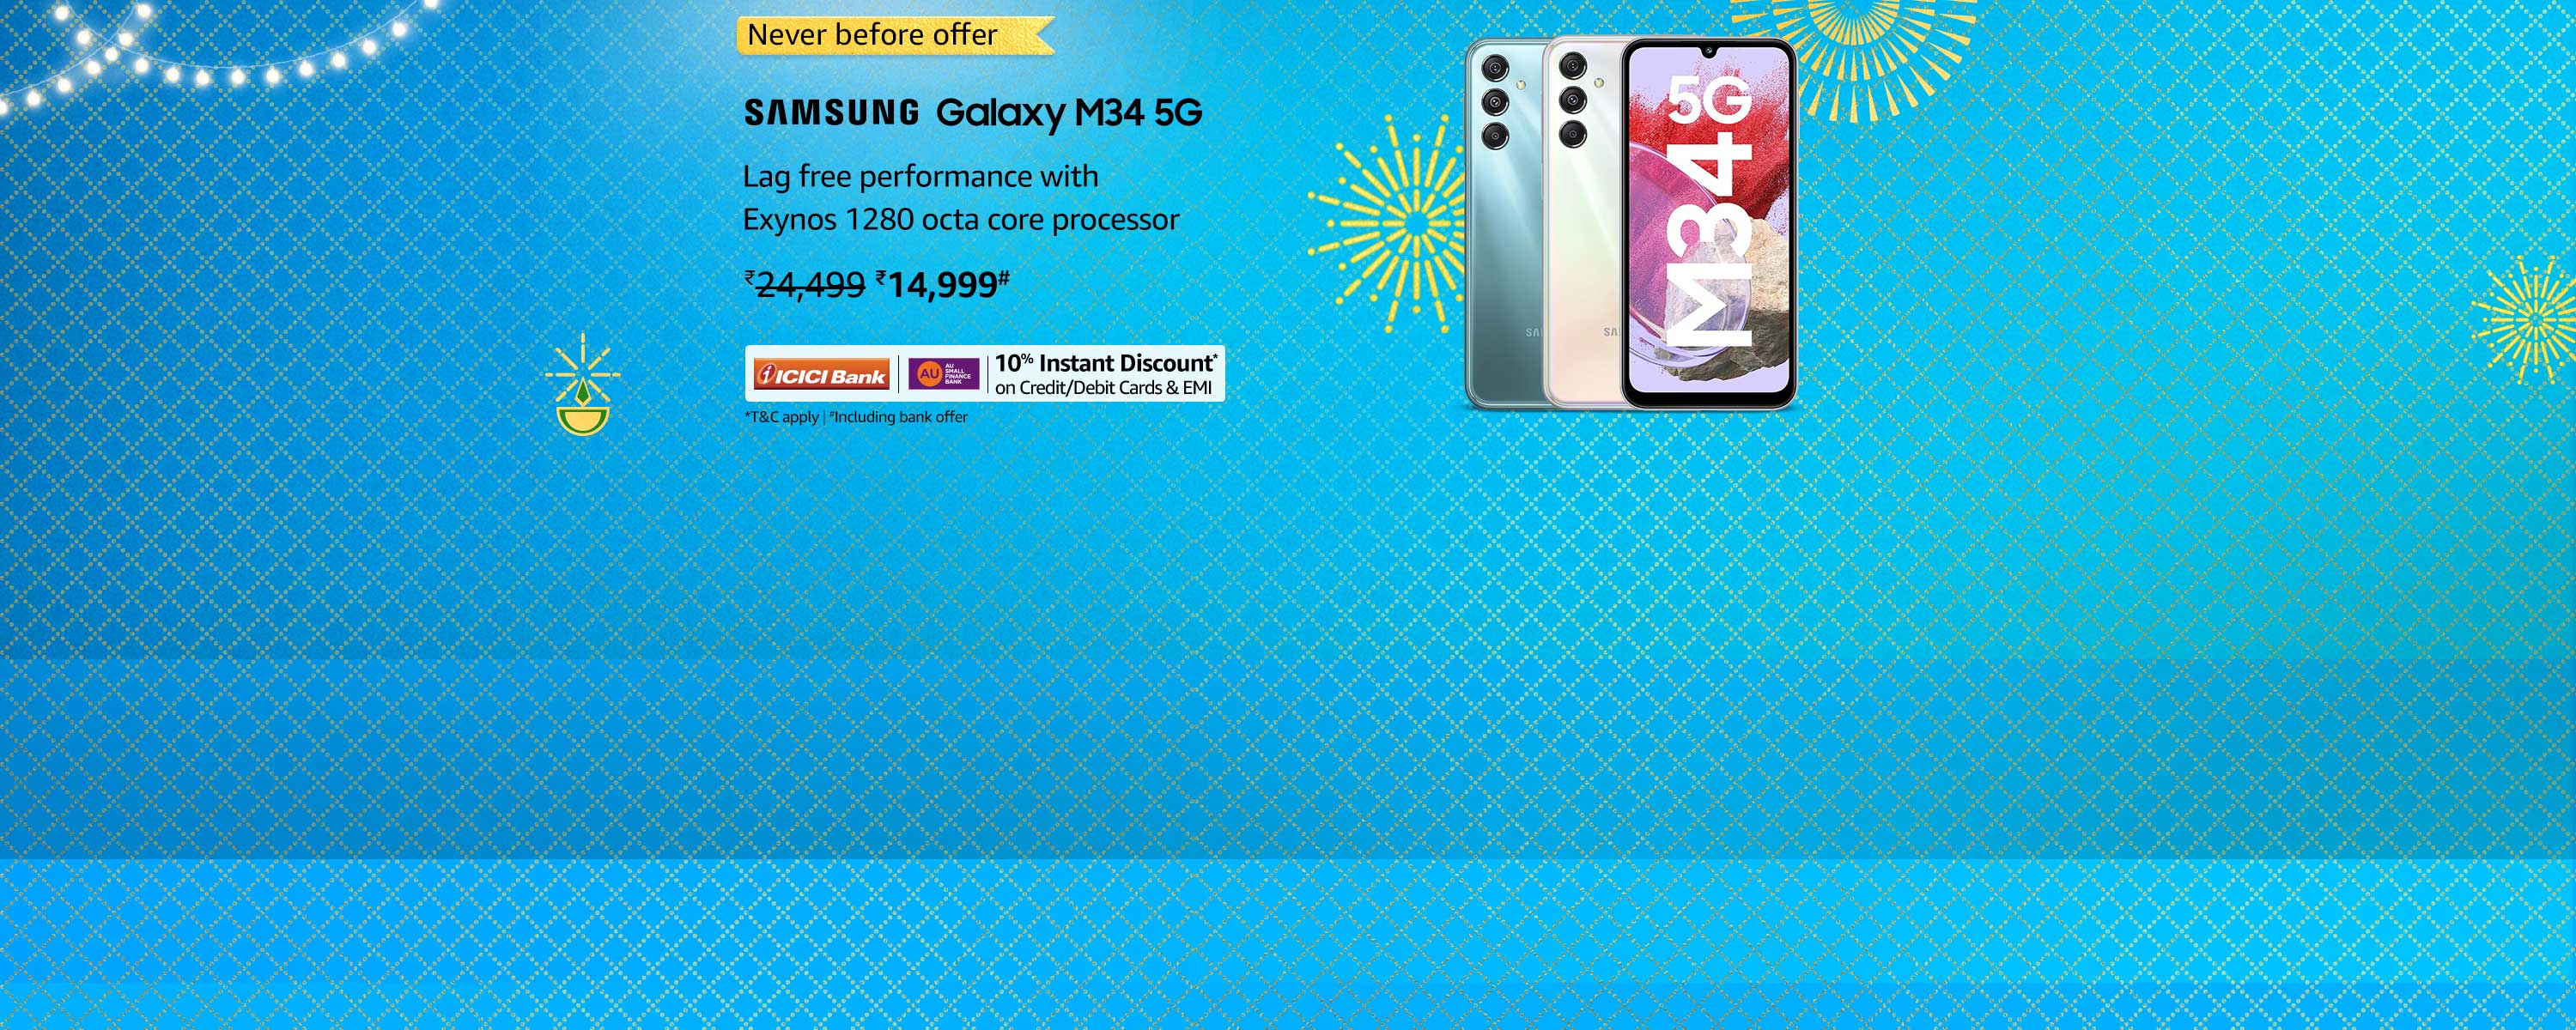 Never before offer
SAMSUNG Galaxy M34 5G
Lag free performance with
Exynos 1280 octa core processor
₹24,499 ₹14,999#
ICICI Bank | AU AU SMALL FINANCE BANK | 10% Instant Discount*
on Credit/Debit Cards & EMI
*T&C apply | #Including bank offer
M34 5G